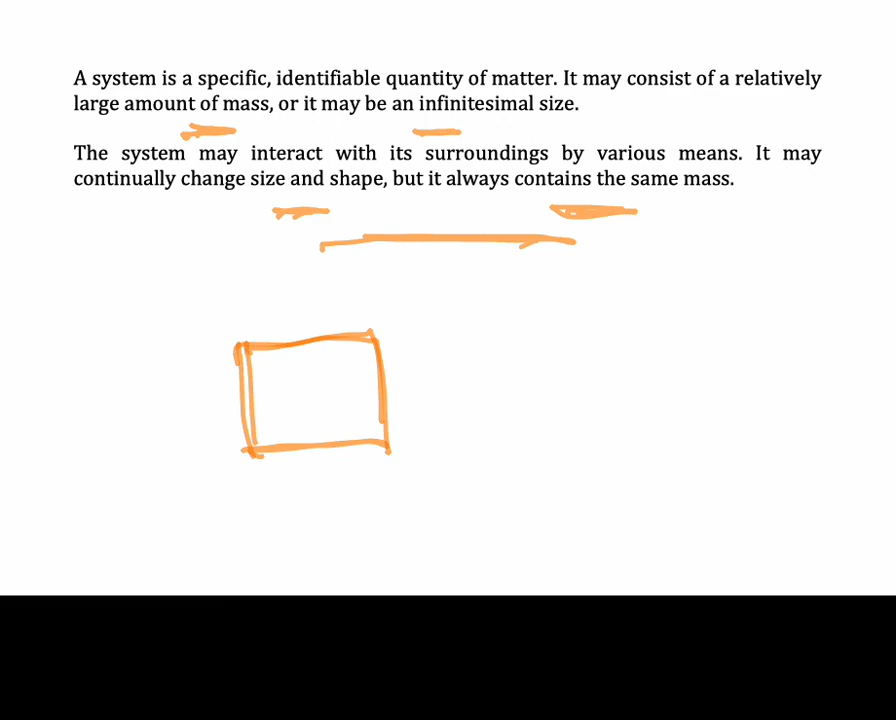 A system is a specific, identifiable quantity of matter. It may consist of a relatively
large amount of mass, or it may be an infinitesimal size.
The system may interact with its surroundings by various means. It may
continually change size and shape, but it always contains the same mass.